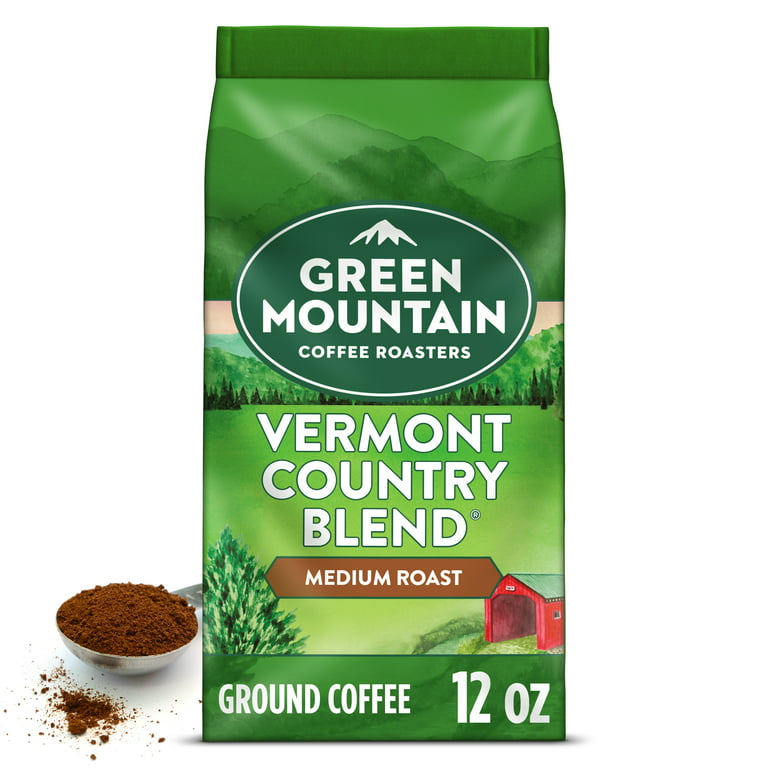 GREEN
MOUNTAIN
COFFEE ROASTERS
VERMONT
COUNTRY
BLEND®
MEDIUM ROAST
GROUND COFFEE
12 OZ